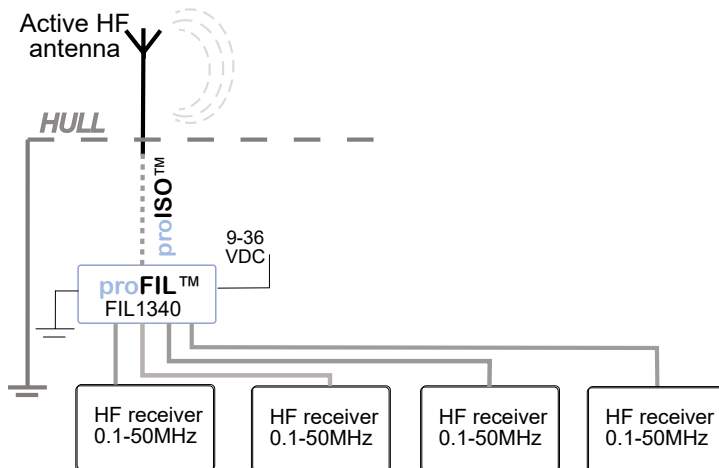 Active HF
antenna
HULL
proISO™
9-36
VDC
proFIL™
FIL1340
HF receiver
0.1-50MHz
HF receiver
0.1-50MHz
HF receiver
0.1-50MHz
HF receiver
0.1-50MHz